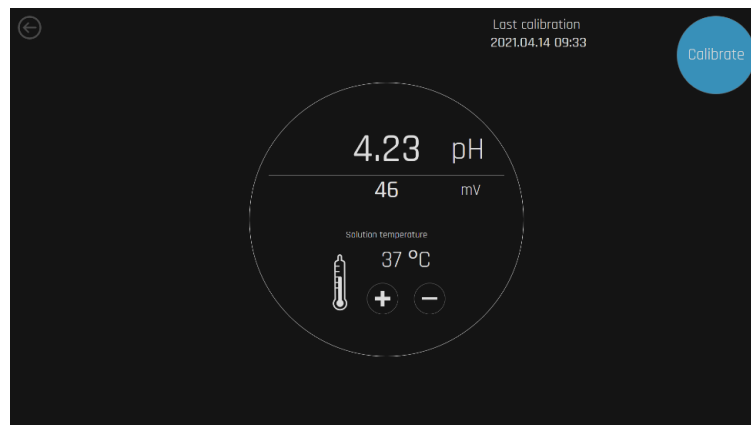 Last calibration
2021.04.14 09:33
Calibrate
4.23 pH
46 mV
Solution temperature
37 °C